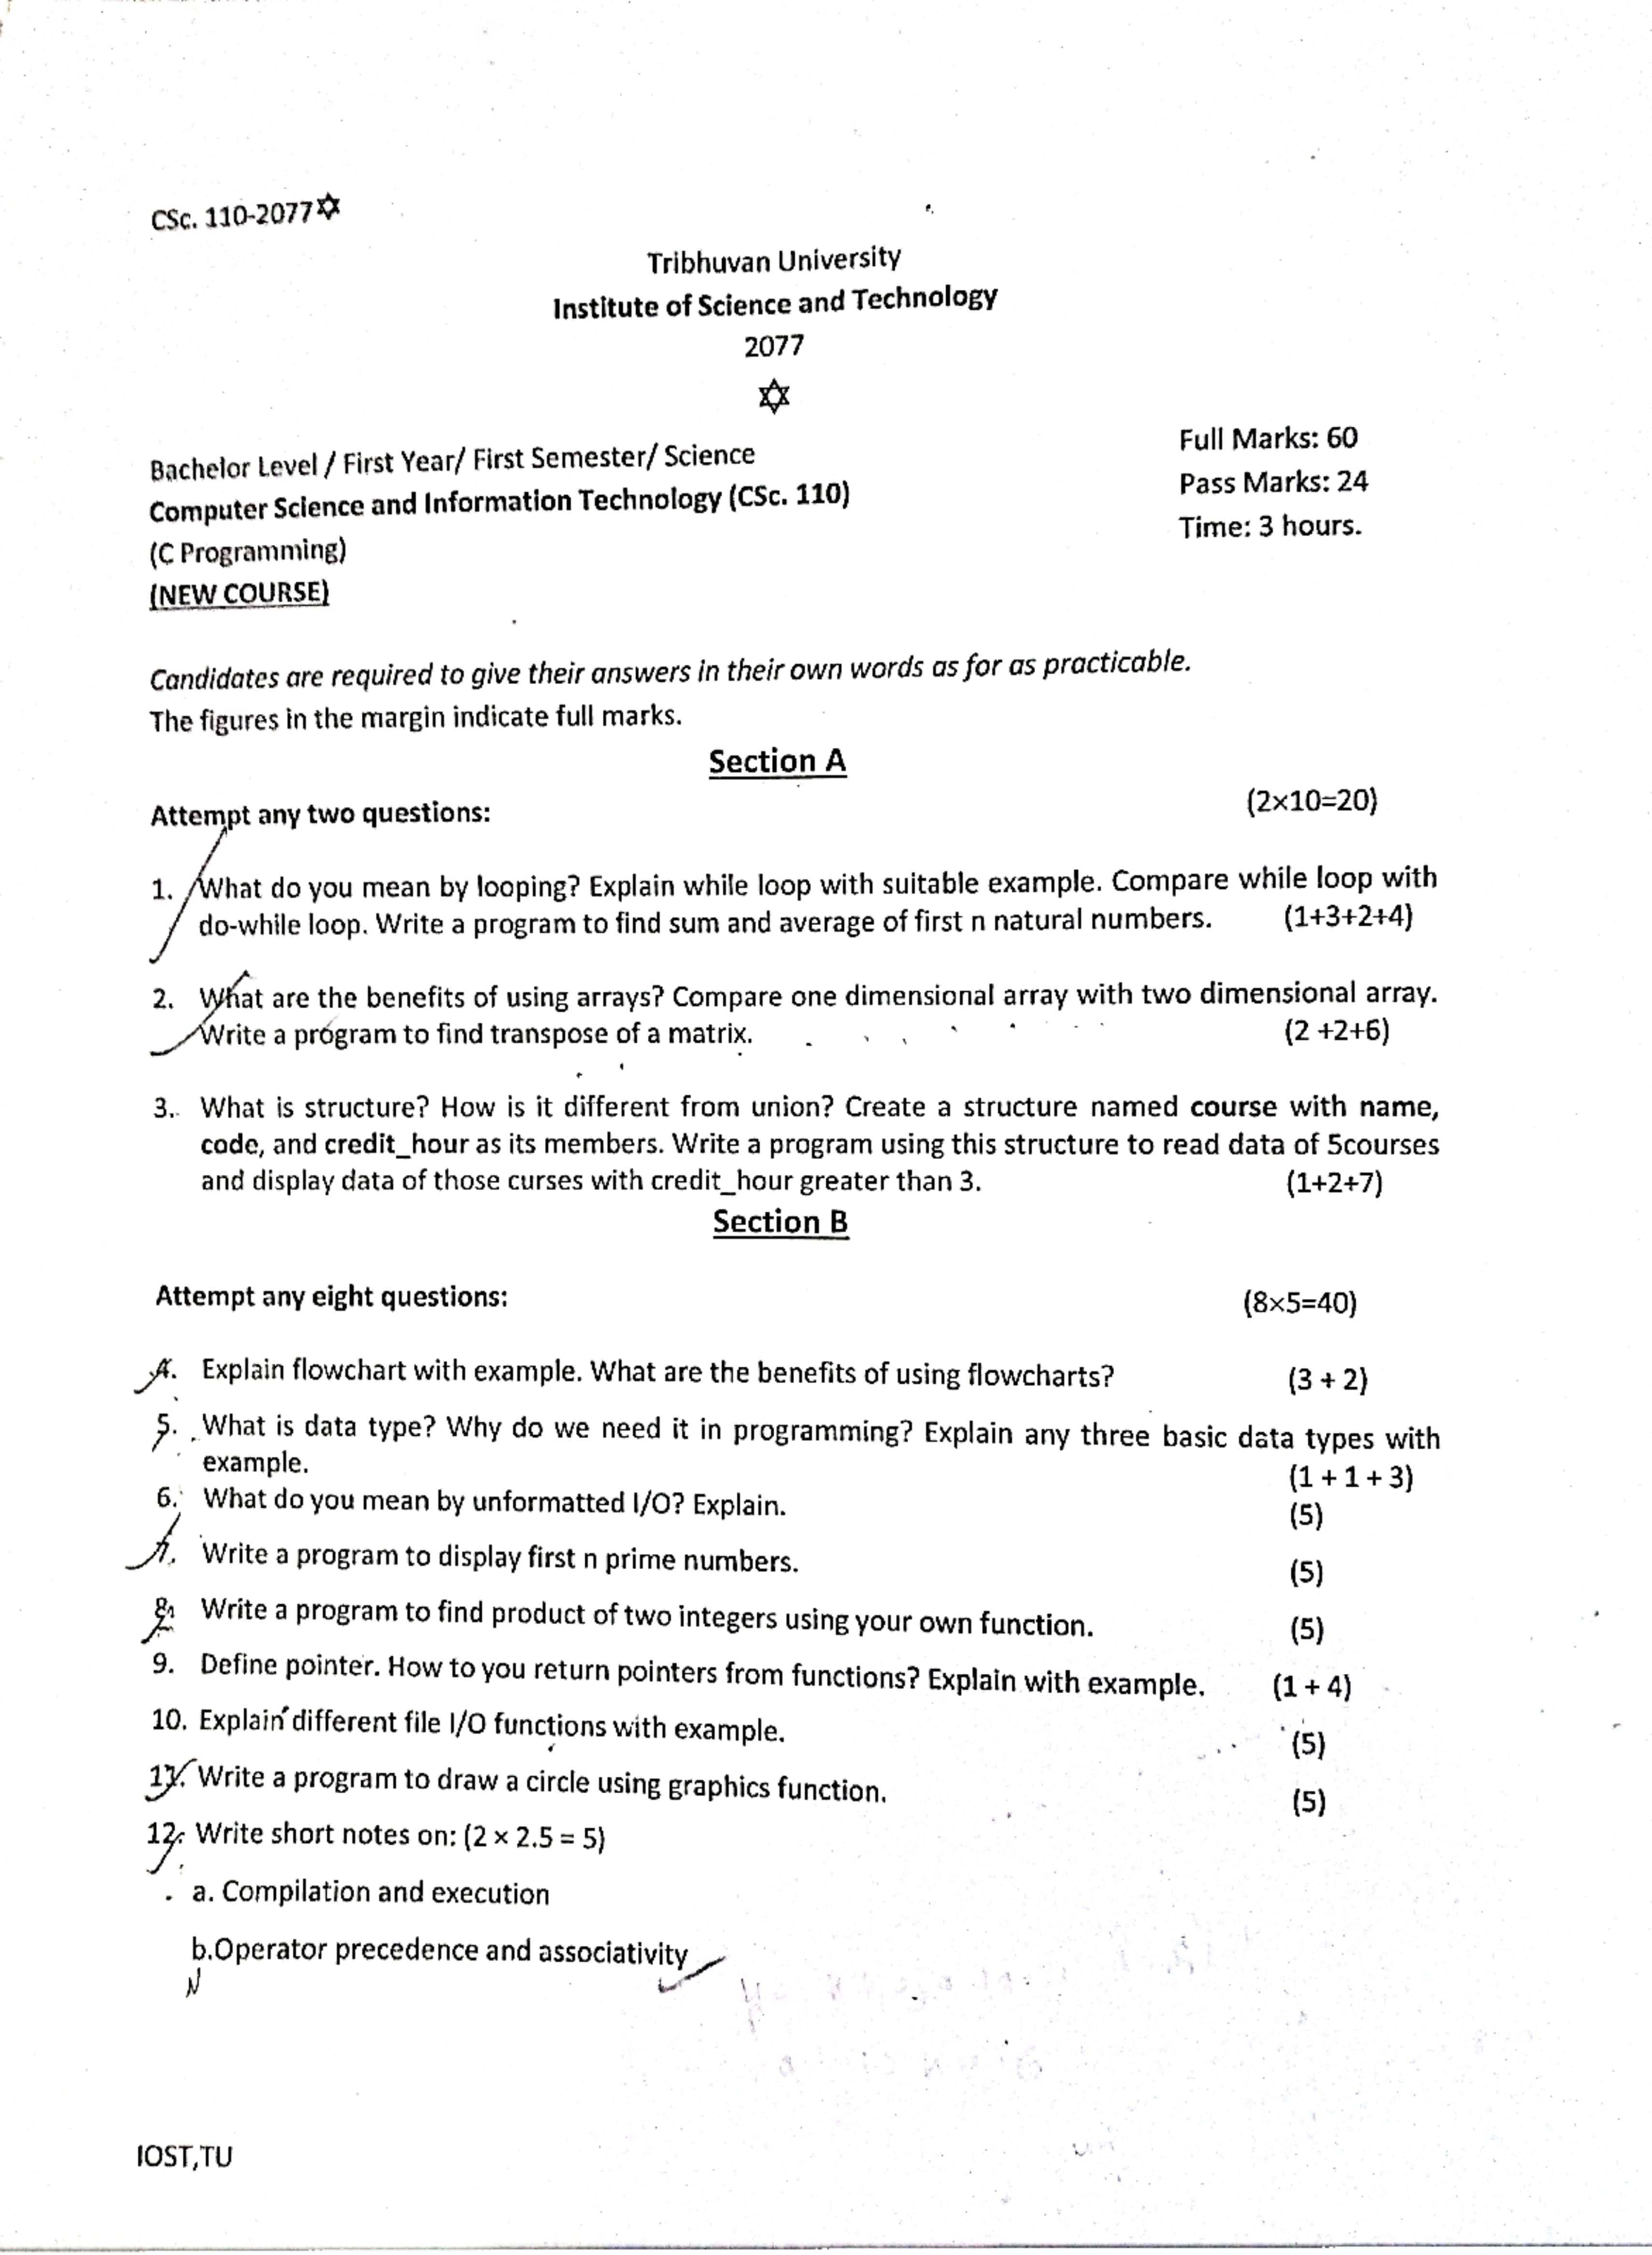 CSc. 110-2077✡
Tribhuvan University
Institute of Science and Technology
2077
✡
Bachelor Level / First Year/ First Semester/ Science
Full Marks: 60
Computer Science and Information Technology (CSc. 110)
Pass Marks: 24
(C Programming)
Time: 3 hours.
(NEW COURSE)
Candidates are required to give their answers in their own words as for as practicable.
The figures in the margin indicate full marks.
Section A
Attempt any two questions: (2×10=20)
1. What do you mean by looping? Explain while loop with suitable example. Compare while loop with
do-while loop. Write a program to find sum and average of first n natural numbers. (1+3+2+4)
2. What are the benefits of using arrays? Compare one dimensional array with two dimensional array.
Write a program to find transpose of a matrix. (2 +2+6)
3. What is structure? How is it different from union? Create a structure named course with name,
code, and credit_hour as its members. Write a program using this structure to read data of 5courses
and display data of those curses with credit_hour greater than 3. (1+2+7)
Section B
Attempt any eight questions: (8×5=40)
4. Explain flowchart with example. What are the benefits of using flowcharts? (3 + 2)
5. What is data type? Why do we need it in programming? Explain any three basic data types with
example. (1 + 1 + 3)
6. What do you mean by unformatted I/O? Explain. (5)
7. Write a program to display first n prime numbers. (5)
8. Write a program to find product of two integers using your own function. (5)
9. Define pointer. How to you return pointers from functions? Explain with example. (1 + 4)
10. Explain different file I/O functions with example. (5)
11. Write a program to draw a circle using graphics function. (5)
12. Write short notes on: (2 × 2.5 = 5)
a. Compilation and execution
b.Operator precedence and associativity
IOST,TU